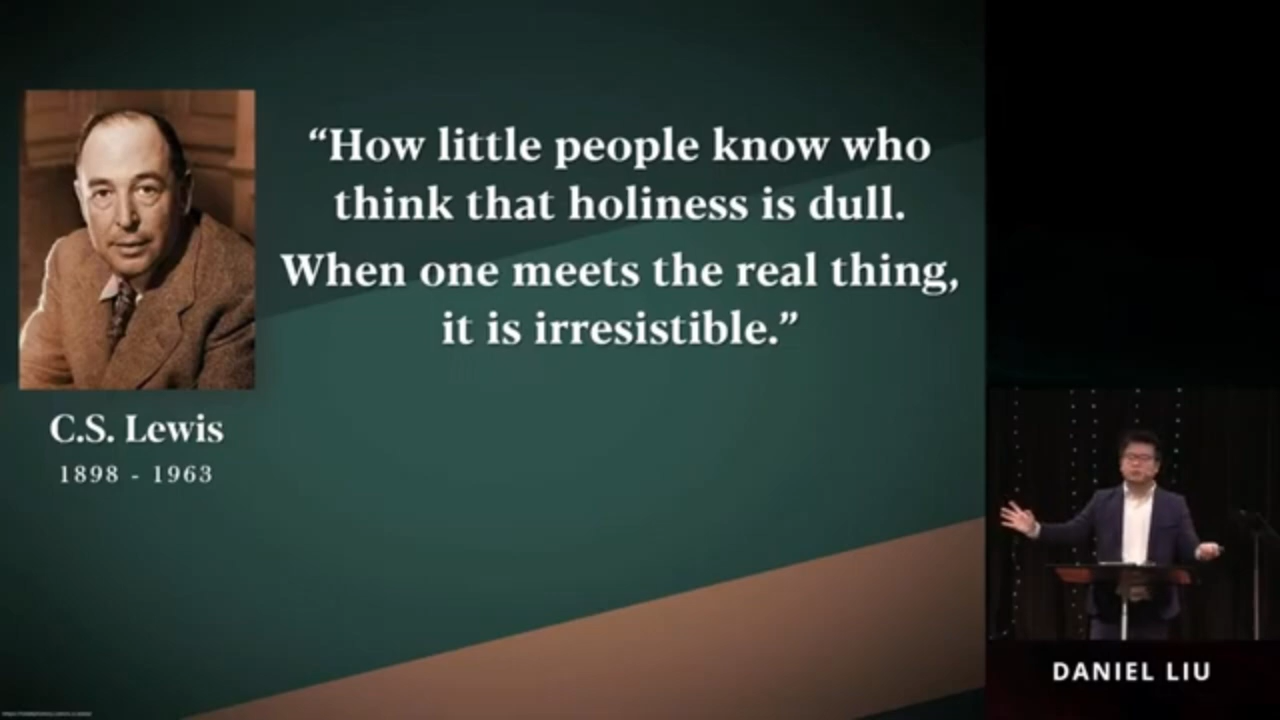 “How little people know who
think that holiness is dull.
When one meets the real thing,
it is irresistible.”
C.S. Lewis
1898 - 1963
DANIEL LIU